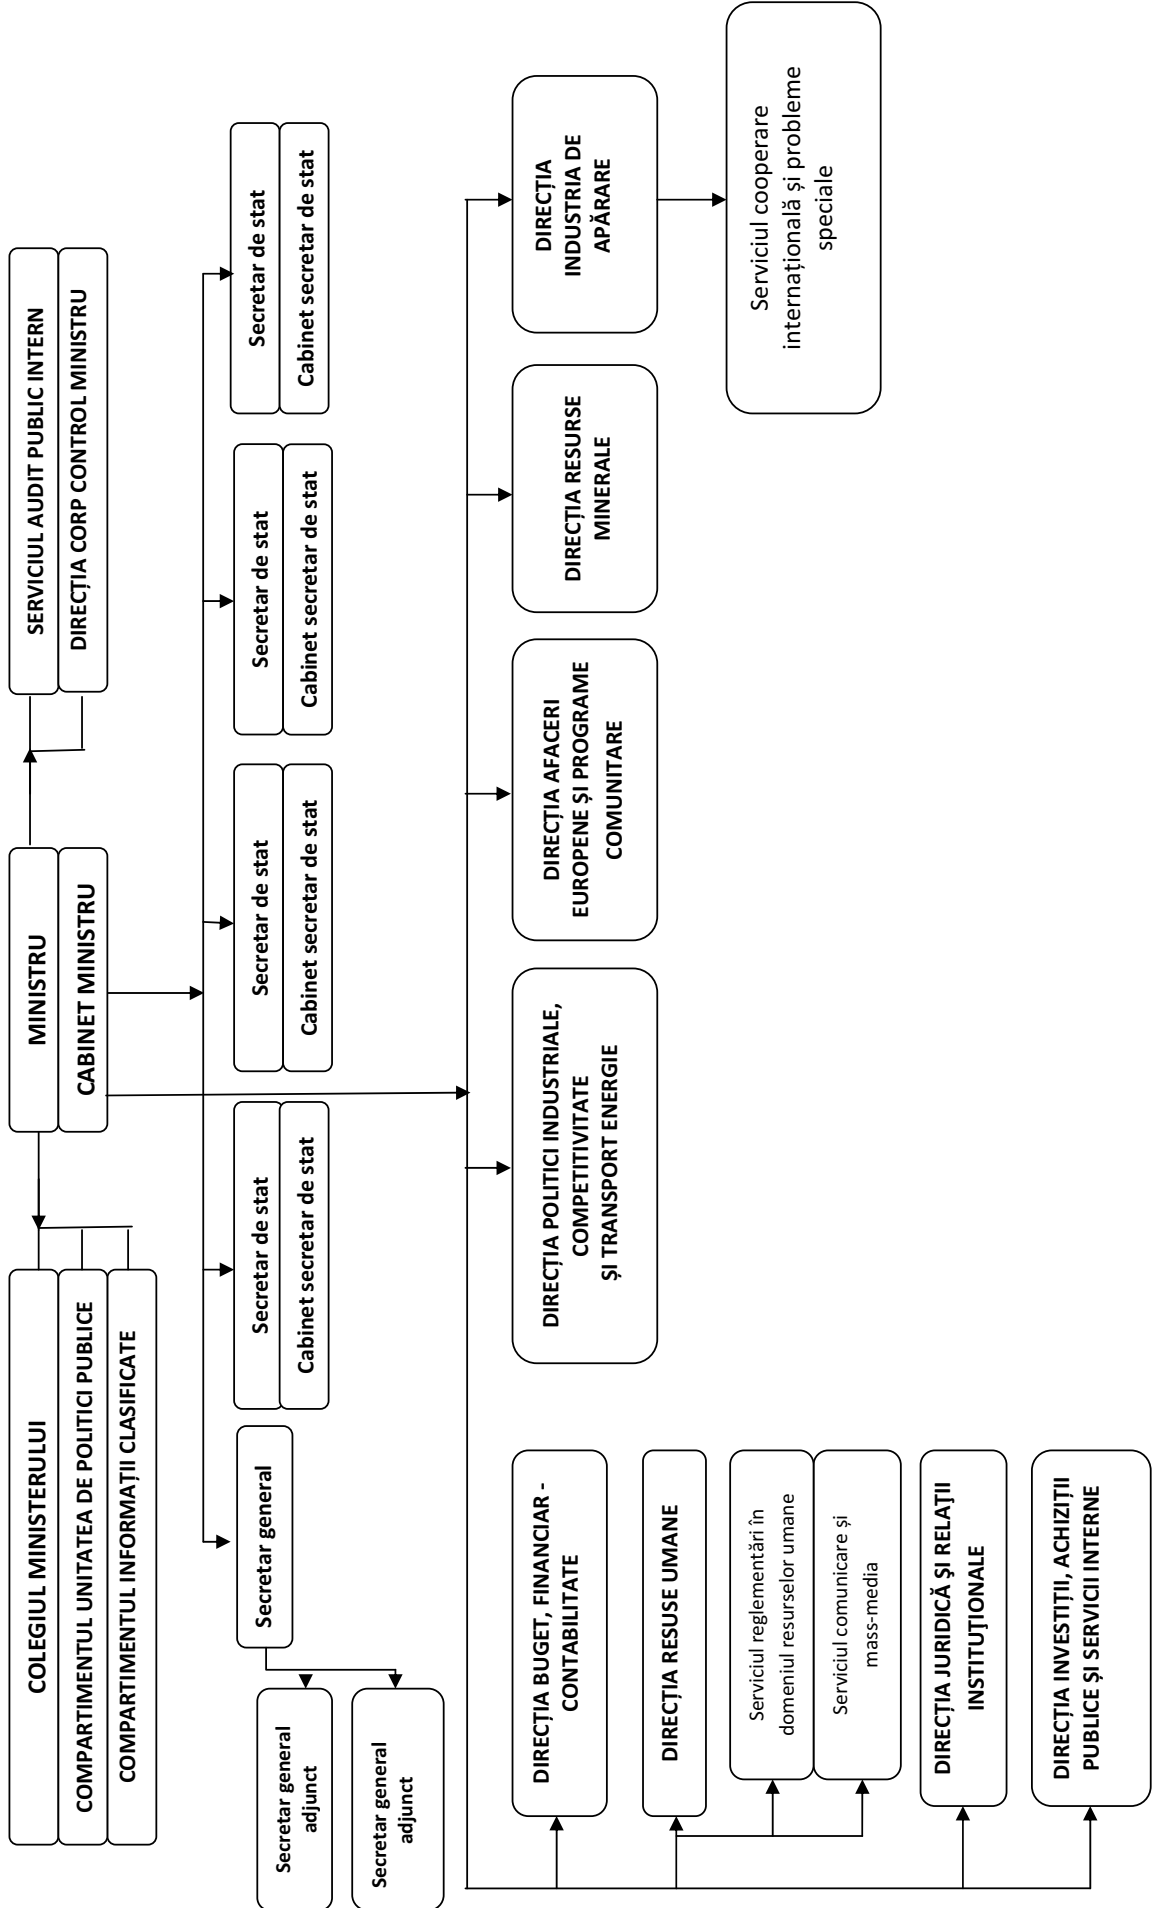 COLEGIUL MINISTERULUI
COMPARTIMENTUL UNITATEA DE POLITICI PUBLICE
COMPARTIMENTUL INFORMAȚII CLASIFICATE
MINISTRU
CABINET MINISTRU
SERVICIUL AUDIT PUBLIC INTERN
DIRECȚIA CORP CONTROL MINISTRU
Secretar general
Secretar general
adjunct
Secretar general
adjunct
Secretar de stat
Cabinet secretar de stat
Secretar de stat
Cabinet secretar de stat
Secretar de stat
Cabinet secretar de stat
Secretar de stat
Cabinet secretar de stat
DIRECȚIA BUGET, FINANCIAR -
CONTABILITATE
DIRECȚIA RESUSE UMANE
Serviciul reglementări în
domeniul resurselor umane
Serviciul comunicare și
mass-media
DIRECȚIA JURIDICĂ ŞI RELAŢII
INSTITUŢIONALE
DIRECȚIA INVESTIȚII, ACHIZIȚII
PUBLICE ȘI SERVICII INTERNE
DIRECȚIA POLITICI INDUSTRIALE,
COMPETITIVITATE
ȘI TRANSPORT ENERGIE
DIRECȚIA AFACERI
EUROPENE ȘI PROGRAME
COMUNITARE
DIRECȚIA RESURSE
MINERALE
DIRECȚIA
INDUSTRIA DE
APĂRARE
Serviciul cooperare
internațională și probleme
speciale